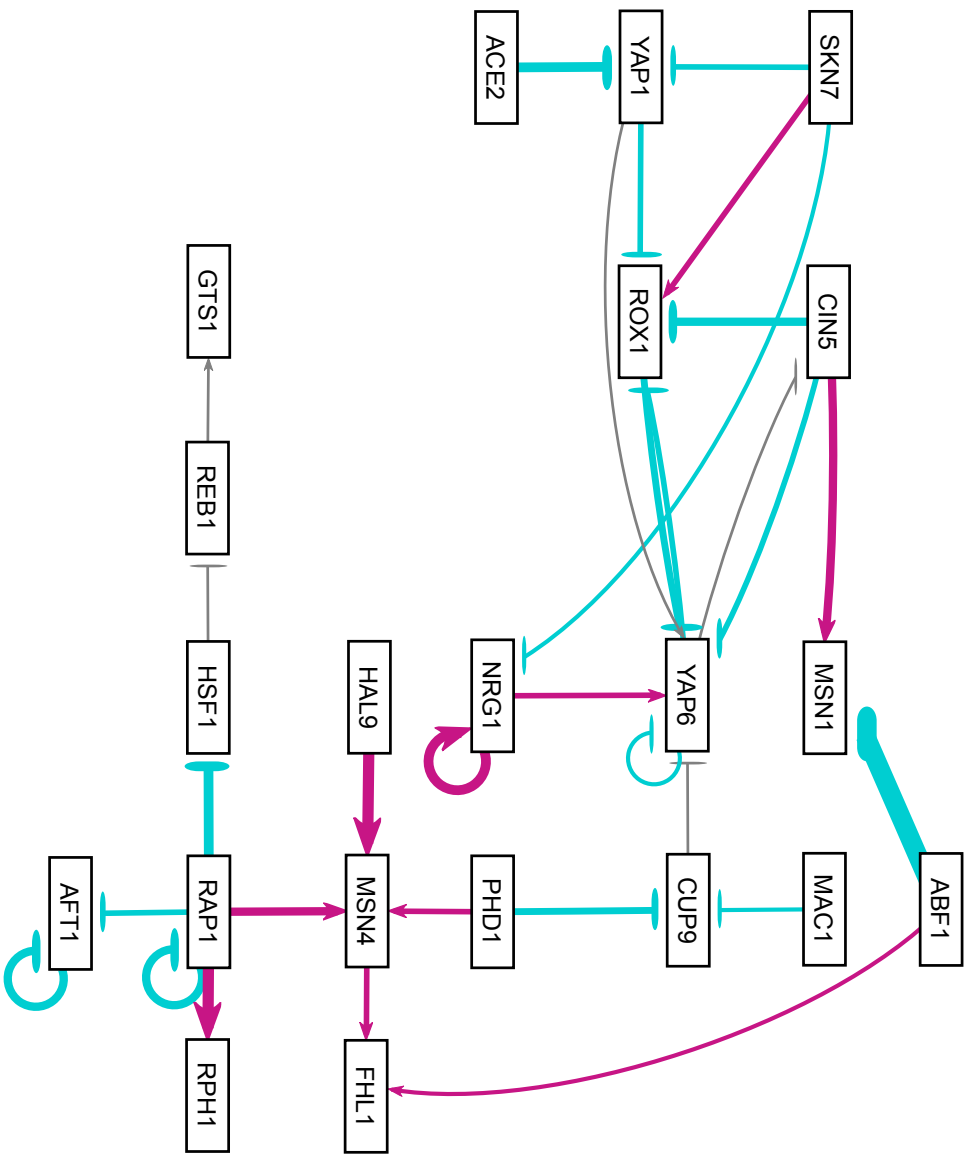 ABF1
SKN7
CIN5
MSN1
MAC1
YAP1
ROX1
YAP6
CUP9
ACE2
NRG1
PHD1
HAL9
MSN4
FHL1
GTS1
REB1
HSF1
RAP1
RPH1
AFT1